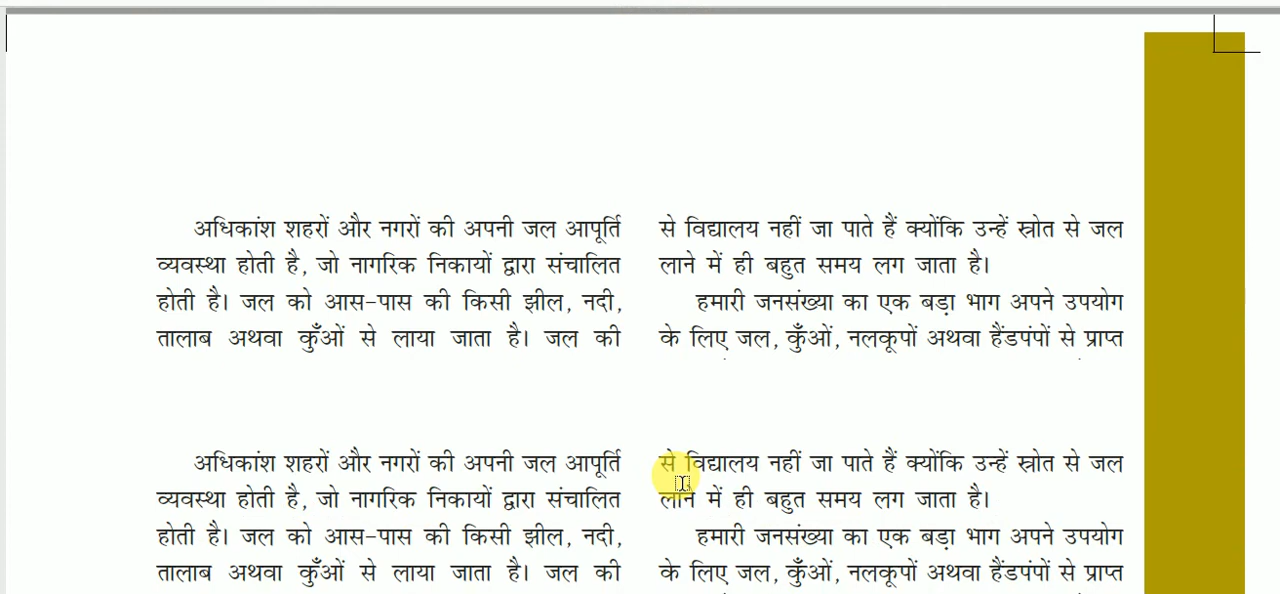 अधिकांश शहरों और नगरों की अपनी जल आपूर्ति
व्यवस्था होती है, जो नागरिक निकायों द्वारा संचालित
होती है। जल को आस-पास की किसी झील, नदी,
तालाब अथवा कुँओं से लाया जाता है। जल की
से विद्यालय नहीं जा पाते हैं क्योंकि उन्हें स्रोत से जल
लाने में ही बहुत समय लग जाता है।
हमारी जनसंख्या का एक बड़ा भाग अपने उपयोग
के लिए जल, कुँओं, नलकूपों अथवा हैंडपंपों से प्राप्त
अधिकांश शहरों और नगरों की अपनी जल आपूर्ति
व्यवस्था होती है, जो नागरिक निकायों द्वारा संचालित
होती है। जल को आस-पास की किसी झील, नदी,
तालाब अथवा कुँओं से लाया जाता है। जल की
से विद्यालय नहीं जा पाते हैं क्योंकि उन्हें स्रोत से जल
लाने में ही बहुत समय लग जाता है।
हमारी जनसंख्या का एक बड़ा भाग अपने उपयोग
के लिए जल, कुँओं, नलकूपों अथवा हैंडपंपों से प्राप्त